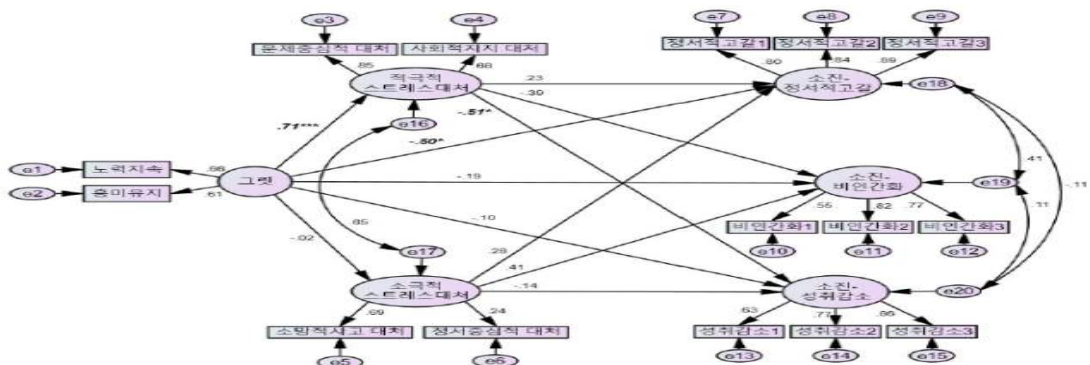 e3
e4
e7
e8
e9
문제중심적 대처
사회적지지 대처
정서적고갈1
정서적고갈2
정서적고갈3
.85
.68
.80
.84
.89
적극적
스트레스대처
소진-
정서적고갈
e18
.23
-.39
-.51*
e16
.71***
-.50*
e1
노력지속
.66
e2
흥미유지
.61
그릿
-.19
소진-
비인간화
e19
.41
-.11
.11
.55
.82
.77
비인간화1
비인간화2
비인간화3
e10
e11
e12
-.10
-.02
.85
e17
.28
.41
-.14
소극적
스트레스대처
소진-
성취감소
e20
.69
.24
.63
.77
.86
소망적사고 대처
정서중심적 대처
성취감소1
성취감소2
성취감소3
e5
e6
e13
e14
e15